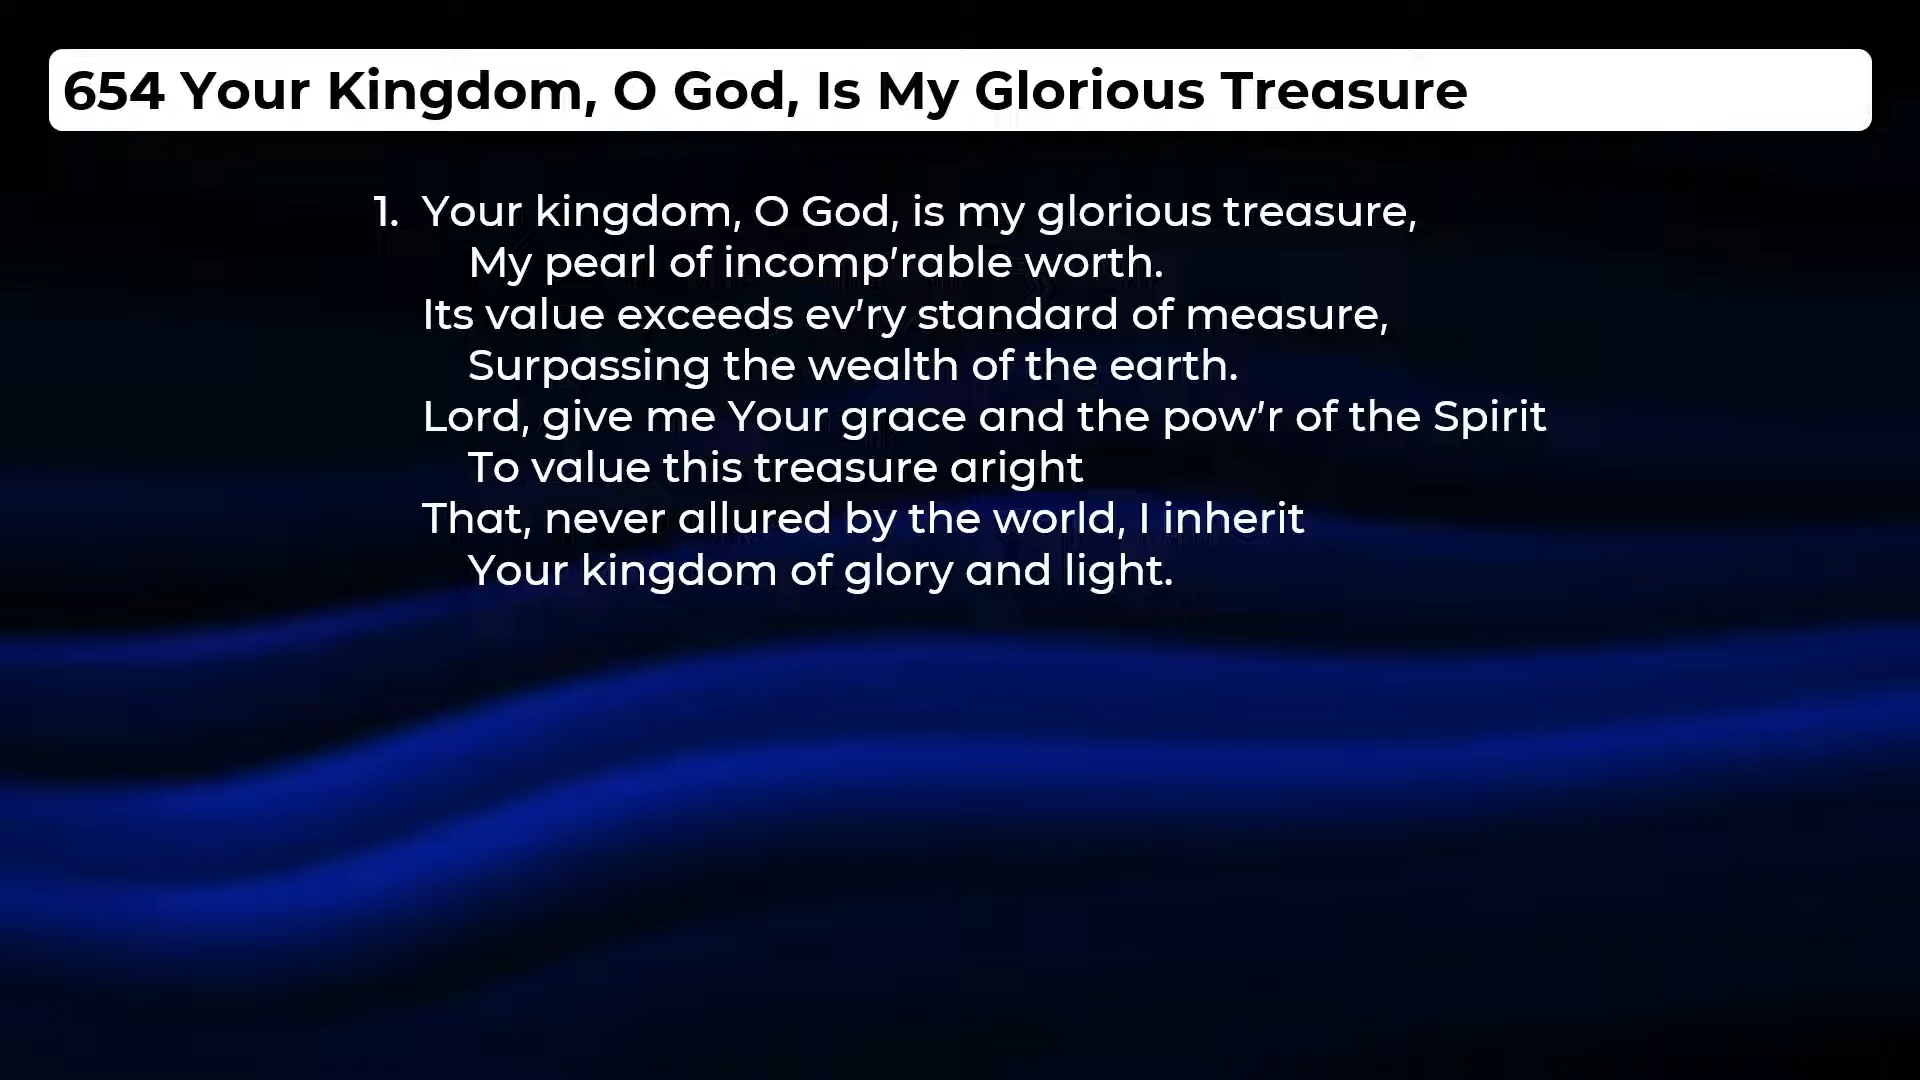 654 Your Kingdom, O God, Is My Glorious Treasure
1. Your kingdom, O God, is my glorious treasure,
My pearl of incomp′rable worth.
Its value exceeds ev′ry standard of measure,
Surpassing the wealth of the earth.
Lord, give me Your grace and the pow′r of the Spirit
To value this treasure aright
That, never allured by the world, I inherit
Your kingdom of glory and light.